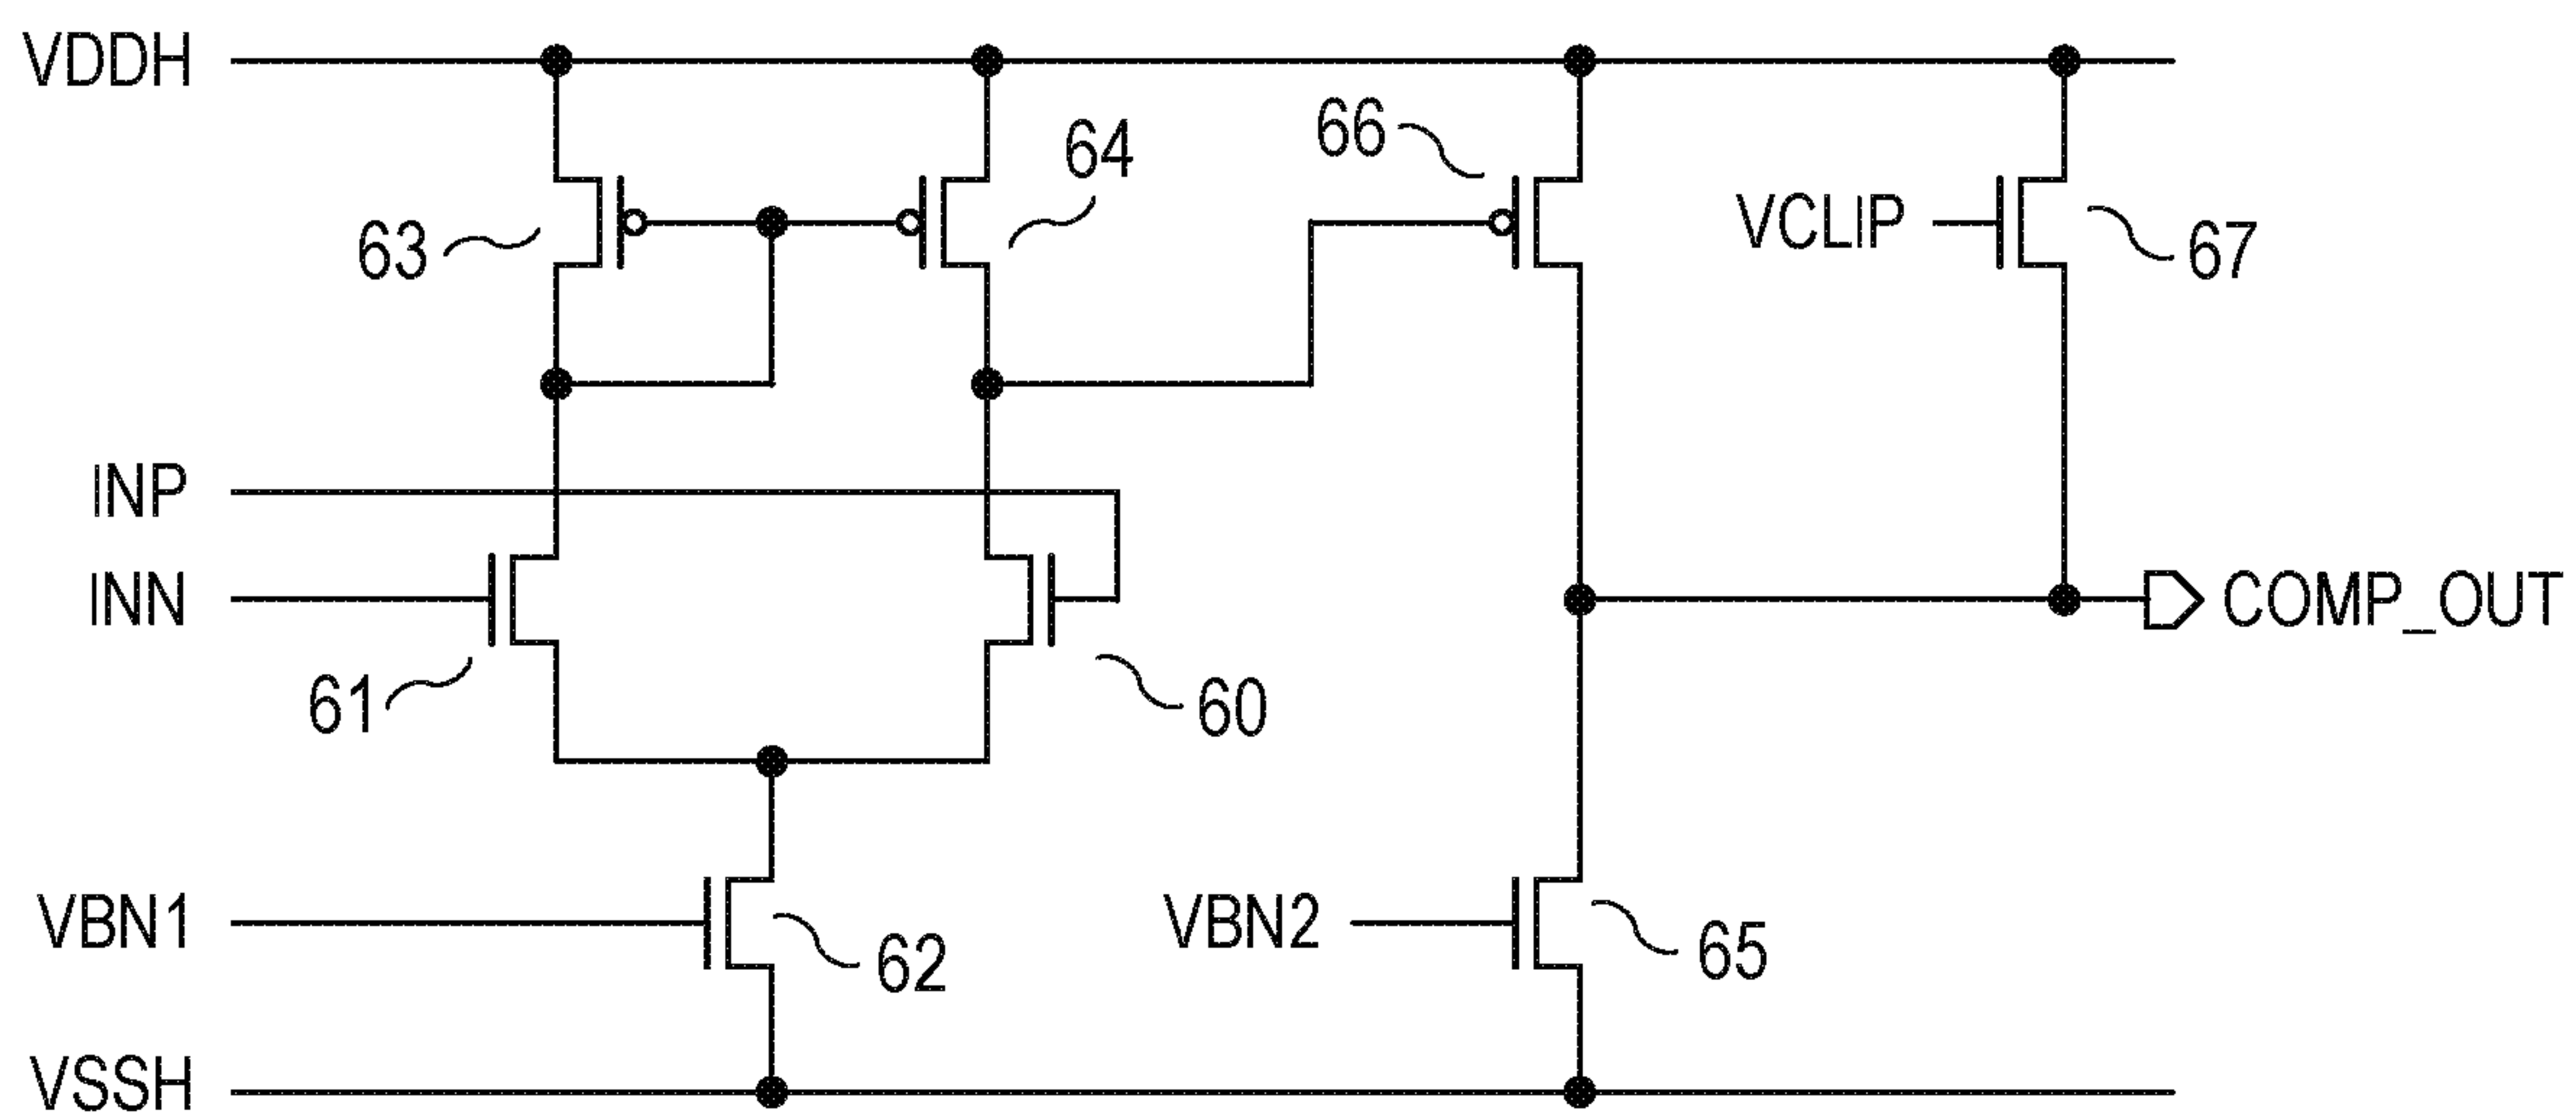 VDDH
66
64
63
VCLIP
67
INP
INN
COMP_OUT
61
60
VBN1
VBN2
62
65
VSSH